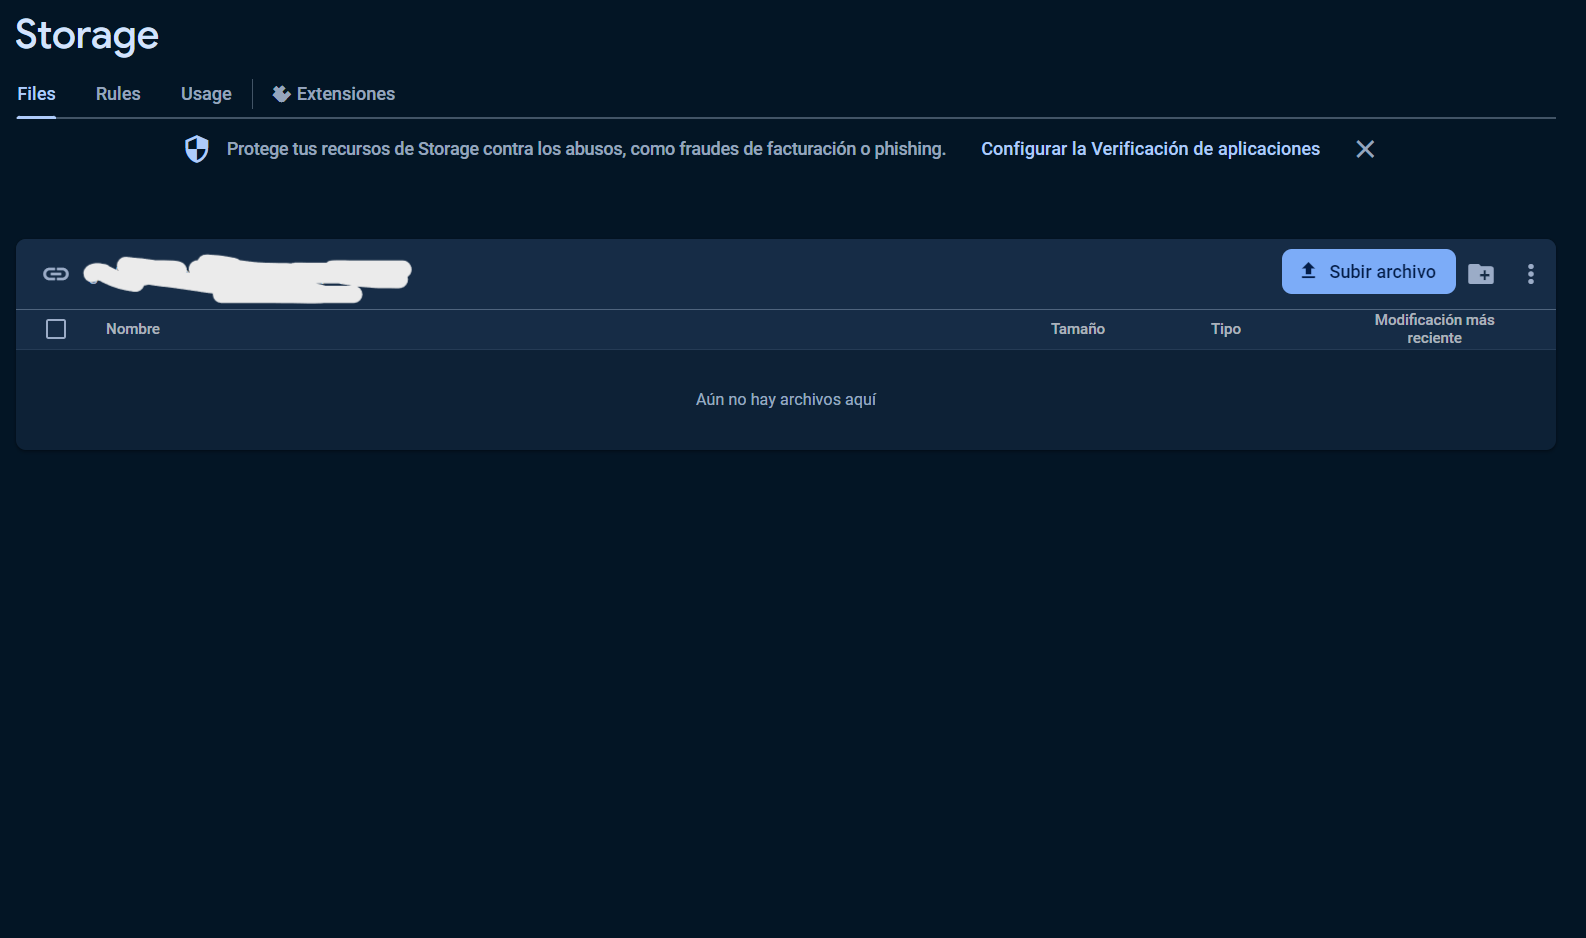 Storage
Files Rules Usage Extensiones
Protege tus recursos de Storage contra los abusos, como fraudes de facturación o phishing. Configurar la Verificación de aplicaciones
Subir archivo
Nombre Tamaño Tipo Modificación más
reciente
Aún no hay archivos aquí